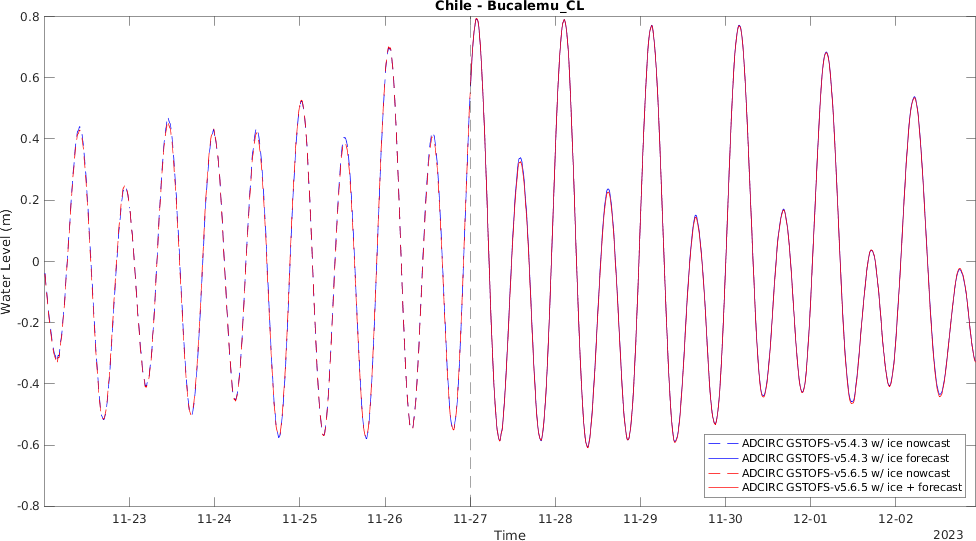 Chile - Bucalemu_CL
0.8
0.6
0.4
0.2
0
-0.2
-0.4
-0.6
-0.8
Water Level (m)
11-23 11-24 11-25 11-26 11-27 11-28 11-29 11-30 12-01 12-02
Time
2023
ADCIRC GSTOFS-v5.4.3 w/ ice nowcast
ADCIRC GSTOFS-v5.4.3 w/ ice forecast
ADCIRC GSTOFS-v5.6.5 w/ ice nowcast
ADCIRC GSTOFS-v5.6.5 w/ ice + forecast